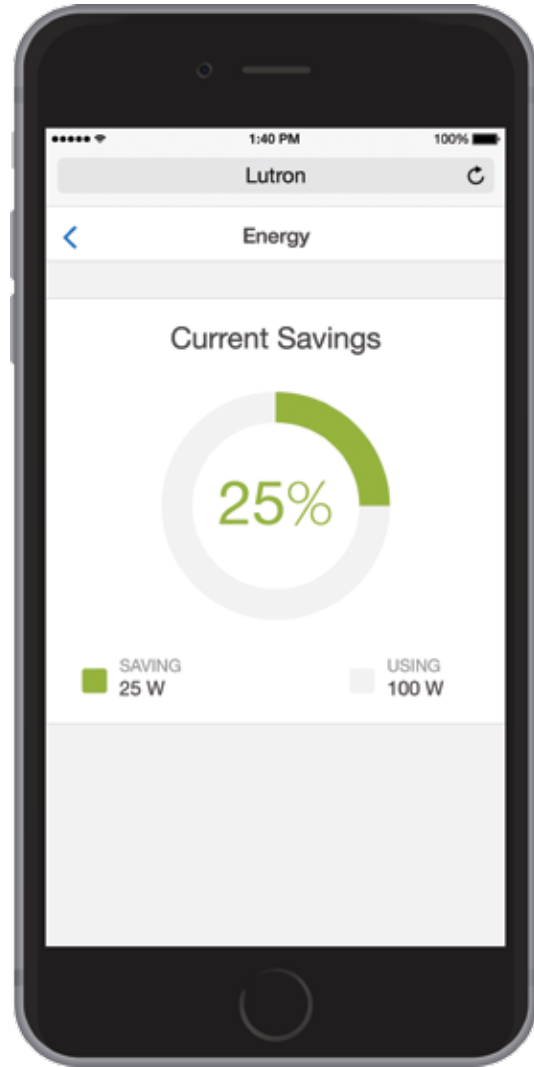 1:40 PM 100%
Lutron
Energy
Current Savings
25%
SAVING USING
25 W 100 W